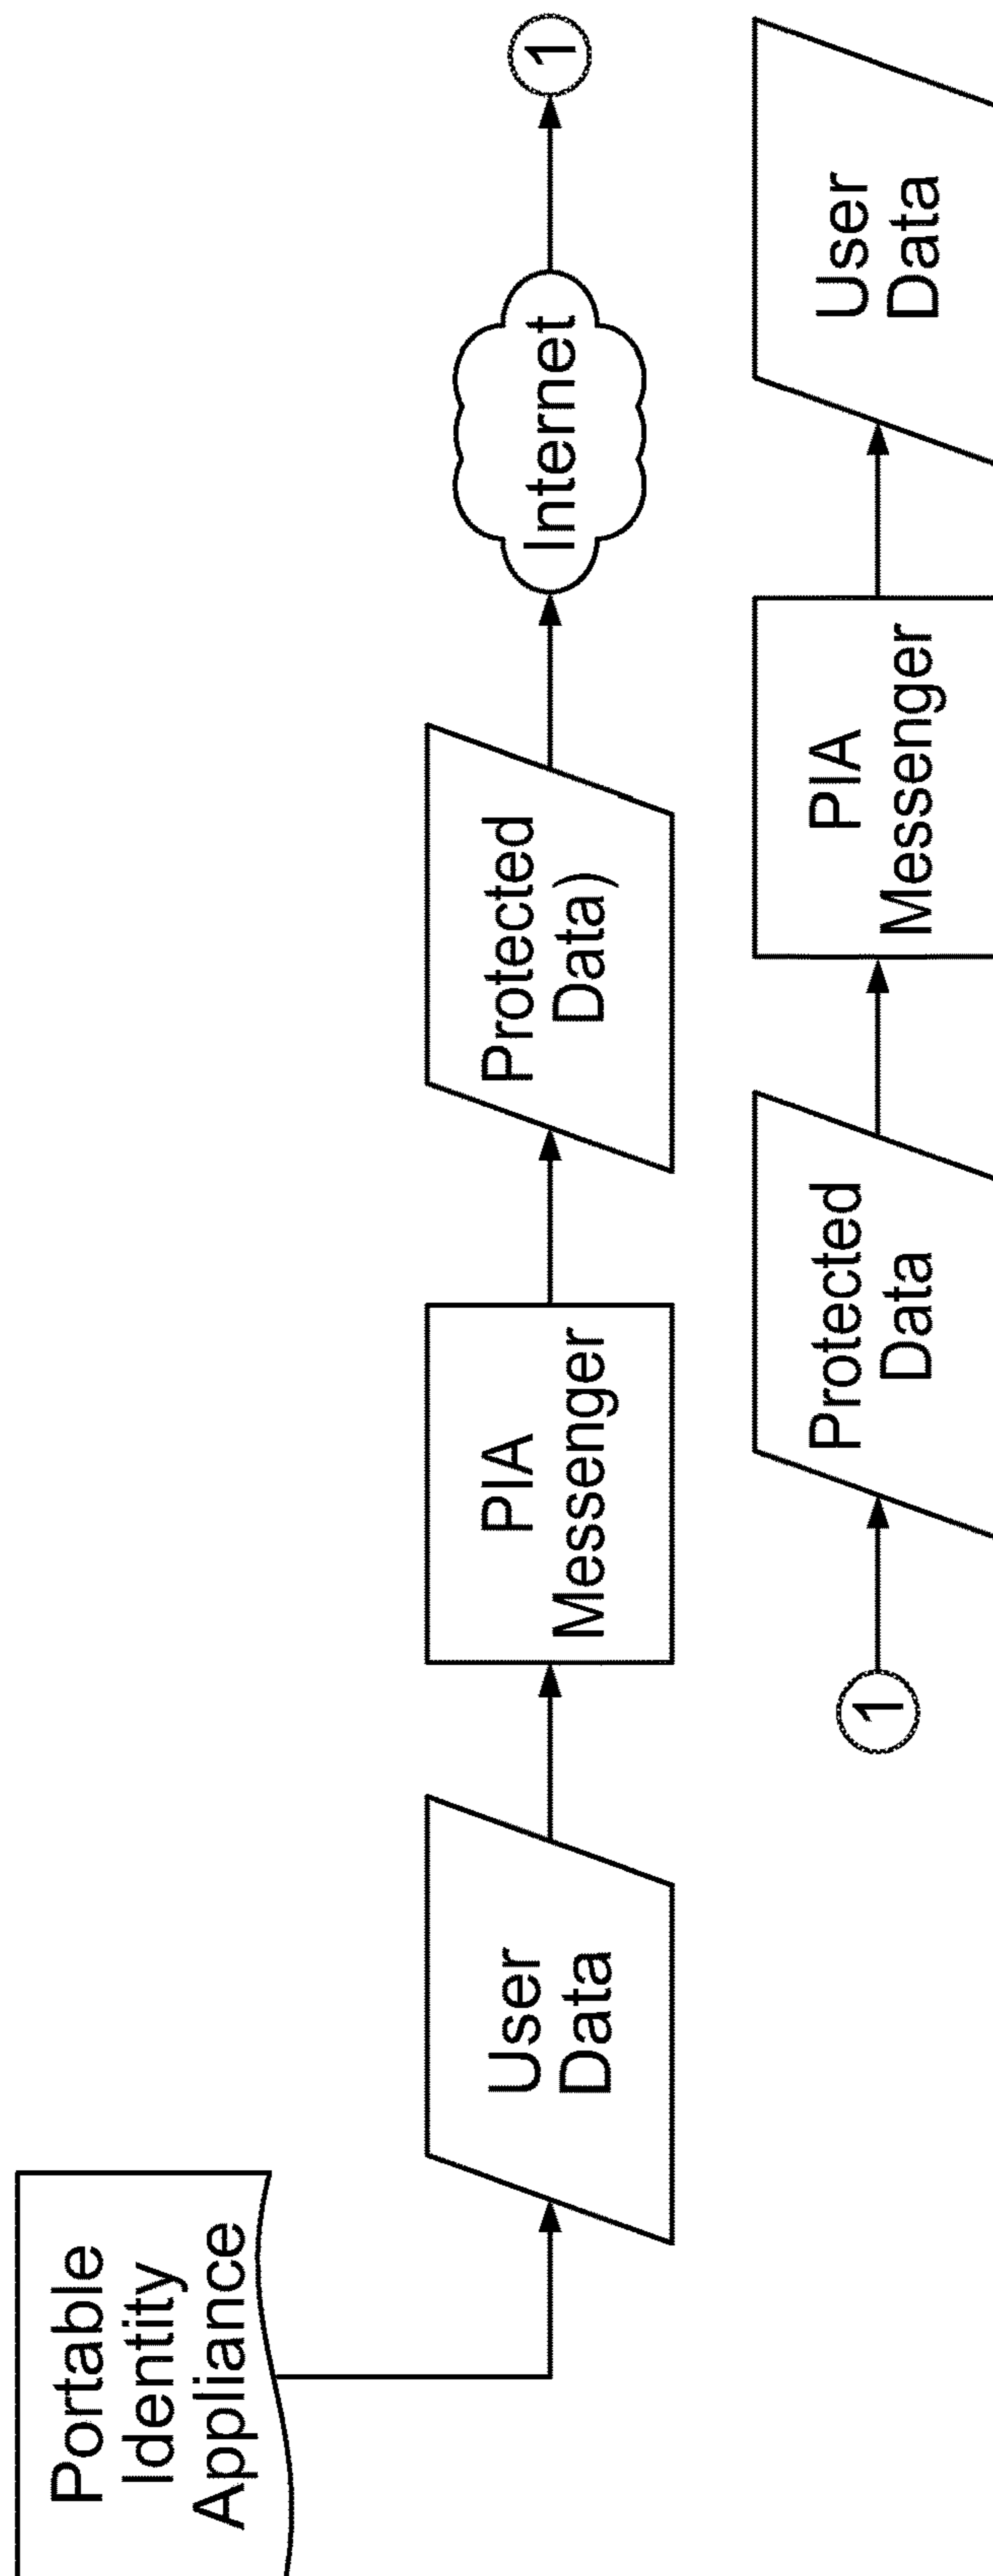 Portable
Identity
Appliance
User
Data
PIA
Messenger
Protected
Data)
Internet
1
1
Protected
Data
PIA
Messenger
User
Data